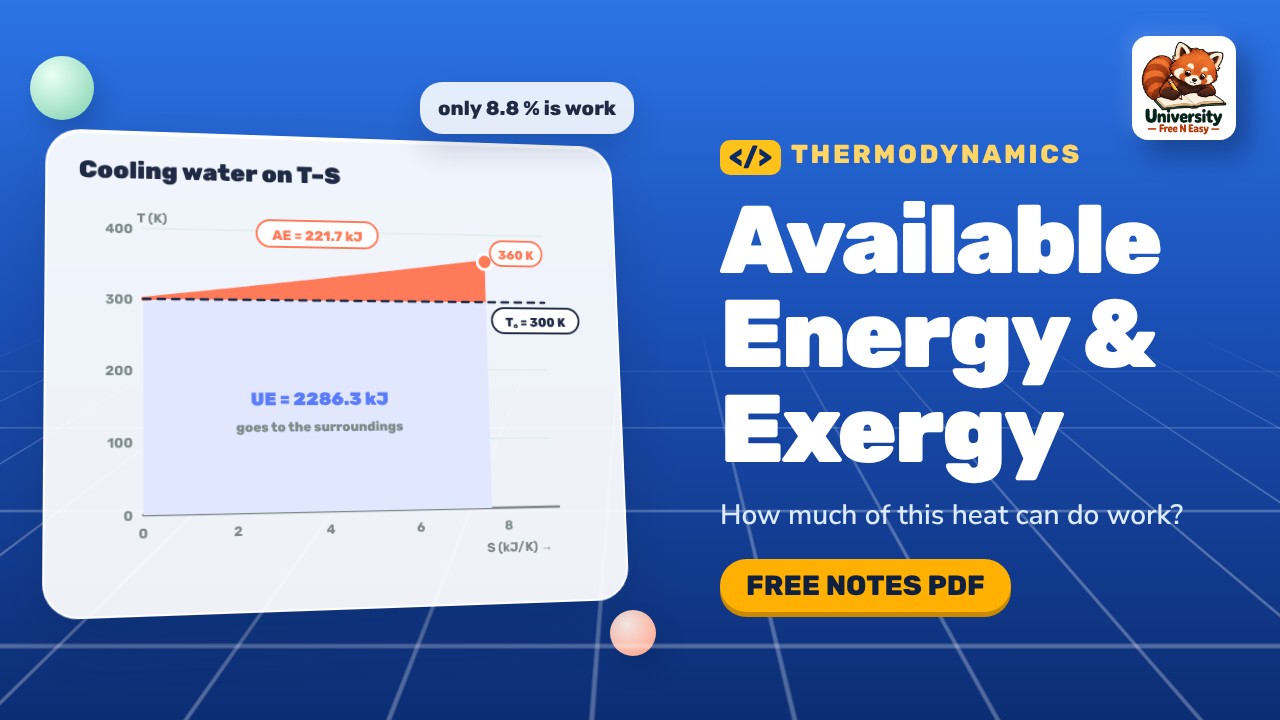 only 8.8 % is work
University
Free N Easy
</> THERMODYNAMICS
Available
Energy &
Exergy
How much of this heat can do work?
FREE NOTES PDF
Cooling water on T–S
T (K)
400
AE = 221.7 kJ
360 K
300
T₀ = 300 K
200
UE = 2286.3 kJ
goes to the surroundings
100
0
0 2 4 6 8
S (kJ/K) →